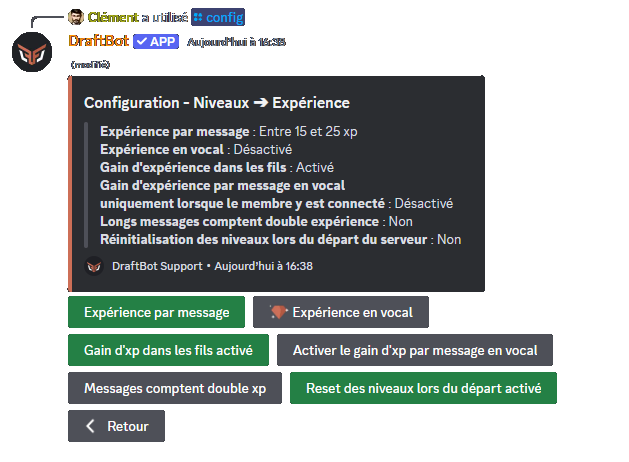 Clément a utilisé config
DraftBot APP Aujourd'hui à 16:38
(modifié)
Configuration - Niveaux ➔ Expérience
Expérience par message : Entre 15 et 25 xp
Expérience en vocal : Désactivé
Gain d'expérience dans les fils : Activé
Gain d'expérience par message en vocal
uniquement lorsque le membre y est connecté : Désactivé
Longs messages comptent double expérience : Non
Réinitialisation des niveaux lors du départ du serveur : Non
DraftBot Support • Aujourd'hui à 16:38
Expérience par message
Expérience en vocal
Gain d'xp dans les fils activé
Activer le gain d'xp par message en vocal
Messages comptent double xp
Reset des niveaux lors du départ activé
Retour